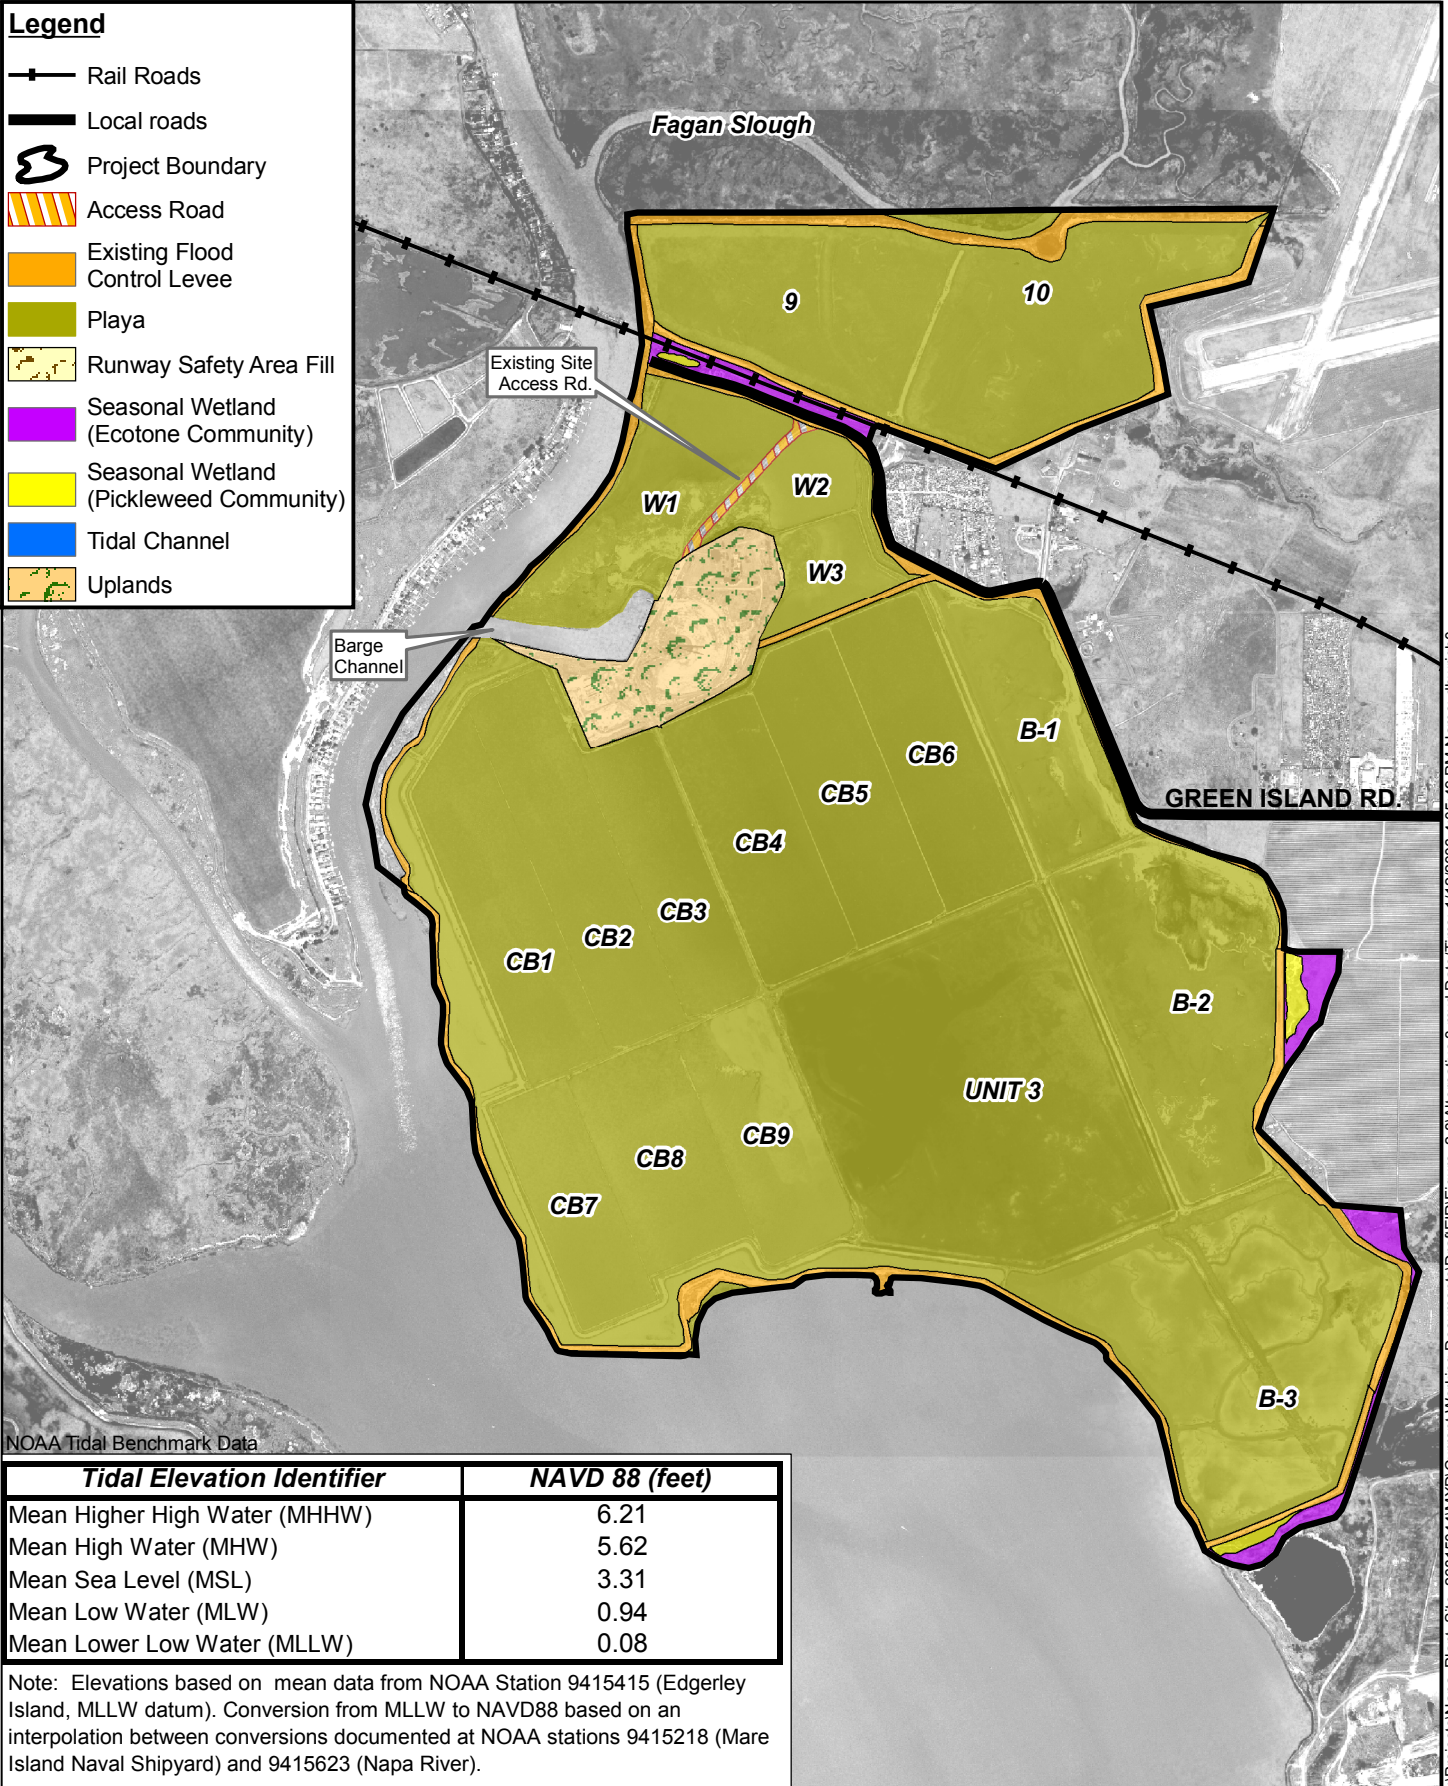 Legend
Rail Roads
Local roads
Project Boundary
Access Road
Existing Flood
Control Levee
Playa
Runway Safety Area Fill
Seasonal Wetland
(Ecotone Community)
Seasonal Wetland
(Pickleweed Community)
Tidal Channel
Uplands
Fagan Slough
9
10
Existing Site
Access Rd.
W1
W2
W3
Barge
Channel
B-1
CB6
CB5
CB4
GREEN ISLAND RD.
CB3
CB2
CB1
B-2
UNIT 3
CB9
CB8
CB7
B-3
NOAA Tidal Benchmark Data
Tidal Elevation Identifier NAVD 88 (feet)
Mean Higher High Water (MHHW) 6.21
Mean High Water (MHW) 5.62
Mean Sea Level (MSL) 3.31
Mean Low Water (MLW) 0.94
Mean Lower Low Water (MLLW) 0.08
Note: Elevations based on mean data from NOAA Station 9415415 (Edgerley
Island, MLLW datum). Conversion from MLLW to NAVD88 based on an
interpolation between conversions documented at NOAA stations 9415218 (Mare
Island Naval Shipyard) and 9415623 (Napa River).